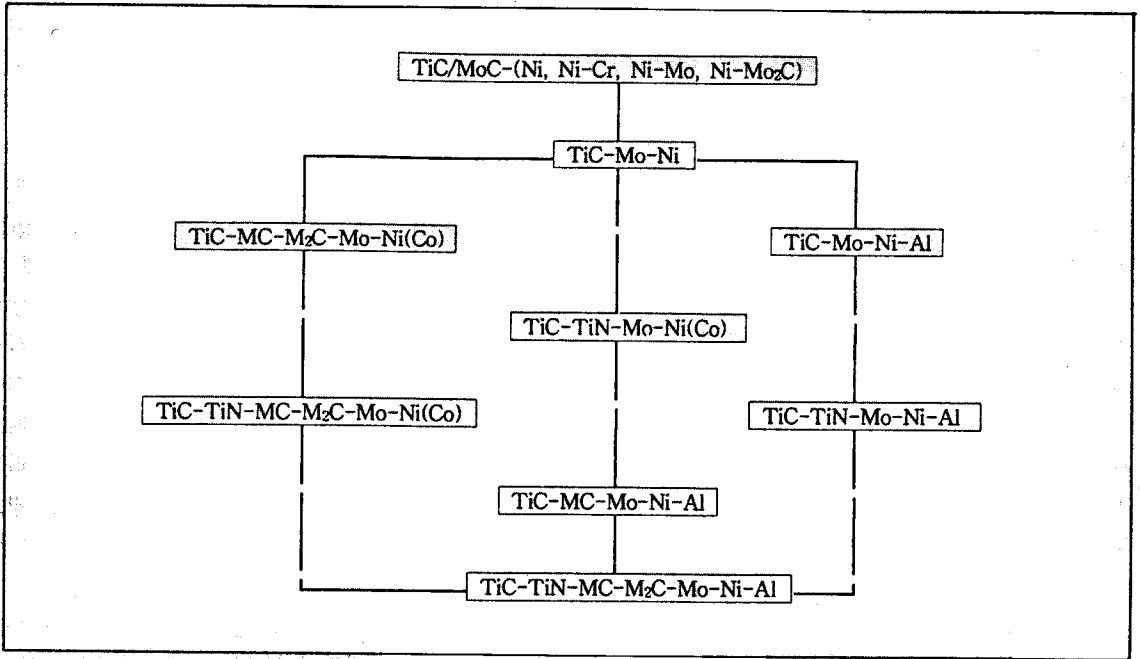 TiC/MoC-(Ni, Ni-Cr, Ni-Mo, Ni-Mo₂C)
TiC-Mo-Ni
TiC-MC-M₂C-Mo-Ni(Co)
TiC-Mo-Ni-Al
TiC-TiN-Mo-Ni(Co)
TiC-TiN-MC-M₂C-Mo-Ni(Co)
TiC-TiN-Mo-Ni-Al
TiC-MC-Mo-Ni-Al
TiC-TiN-MC-M₂C-Mo-Ni-Al